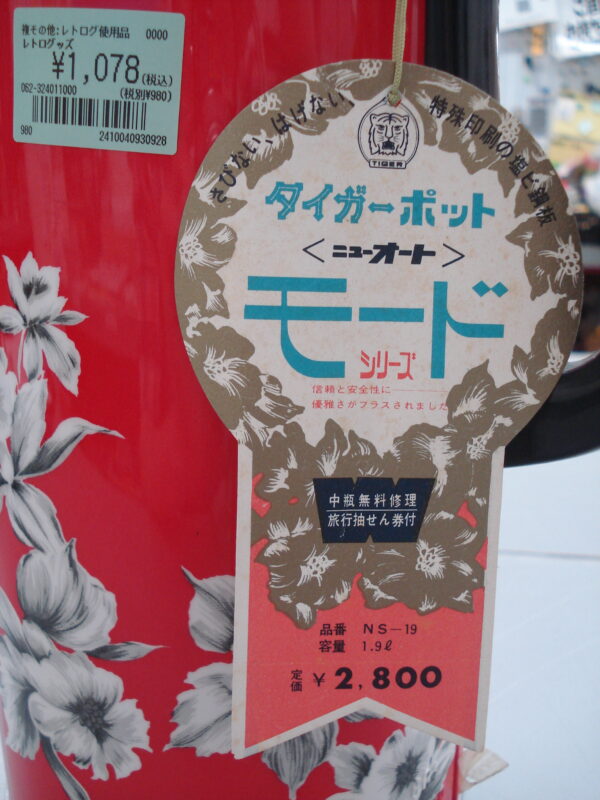 種その他:レトログ使用品 0000
レトログッズ
¥1,078(税込)
(税別¥980)
062-324011000
980 2410040930928
さびない、はげない、特殊印刷の塩ビ鋼板
TIGER
タイガーポット
<ニューオート>
モード
シリーズ
信頼と安全性に
優雅さがプラスされました
W
中瓶無料修理
旅行抽せん券付
品番 NS-19
容量 1.9ℓ
定価 ¥2,800